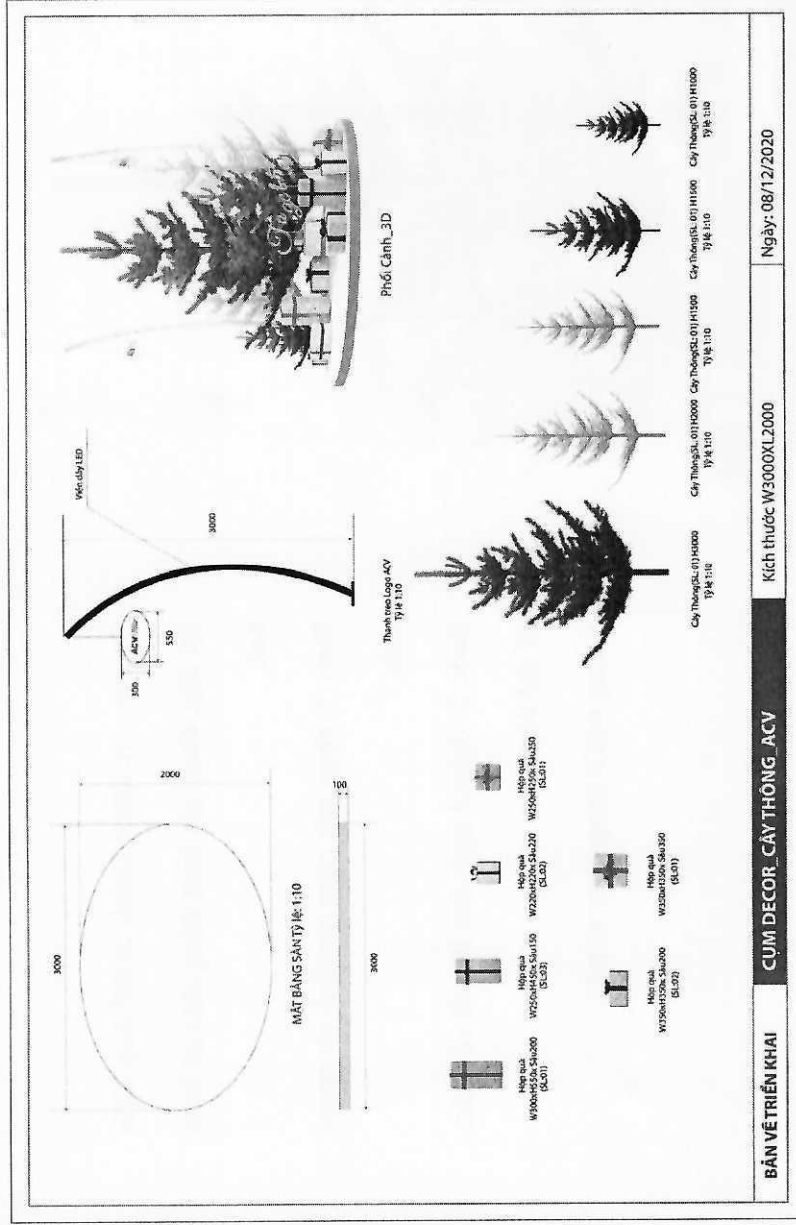 3000
2000
MẶT BẰNG SÀN Tỷ lệ: 1:10
100
3000
300
ACV
550
Viền dây LED
3000
Thanh treo Logo ACV
Tỷ lệ 1:10
Together
Phối Cảnh_3D
Hộp quà
W300xH550x Sâu200
(SL:01)
Hộp quà
W250xH450x Sâu150
(SL:03)
Hộp quà
W220xH220x Sâu220
(SL:02)
Hộp quà
W250xH250x Sâu250
(SL:01)
Hộp quà
W350xH350x Sâu200
(SL:02)
Hộp quà
W350xH350x Sâu350
(SL:01)
Cây Thông(SL: 01) H3000
Tỷ lệ 1:10
Cây Thông(SL: 01) H2000
Tỷ lệ 1:10
Cây Thông(SL: 01) H1500
Tỷ lệ 1:10
Cây Thông(SL: 01) H1500
Tỷ lệ 1:10
Cây Thông(SL: 01) H1000
Tỷ lệ 1:10
BẢN VẼ TRIỂN KHAI
CỤM DECOR_CÂY THÔNG_ACV
Kích thước W3000XL2000
Ngày: 08/12/2020